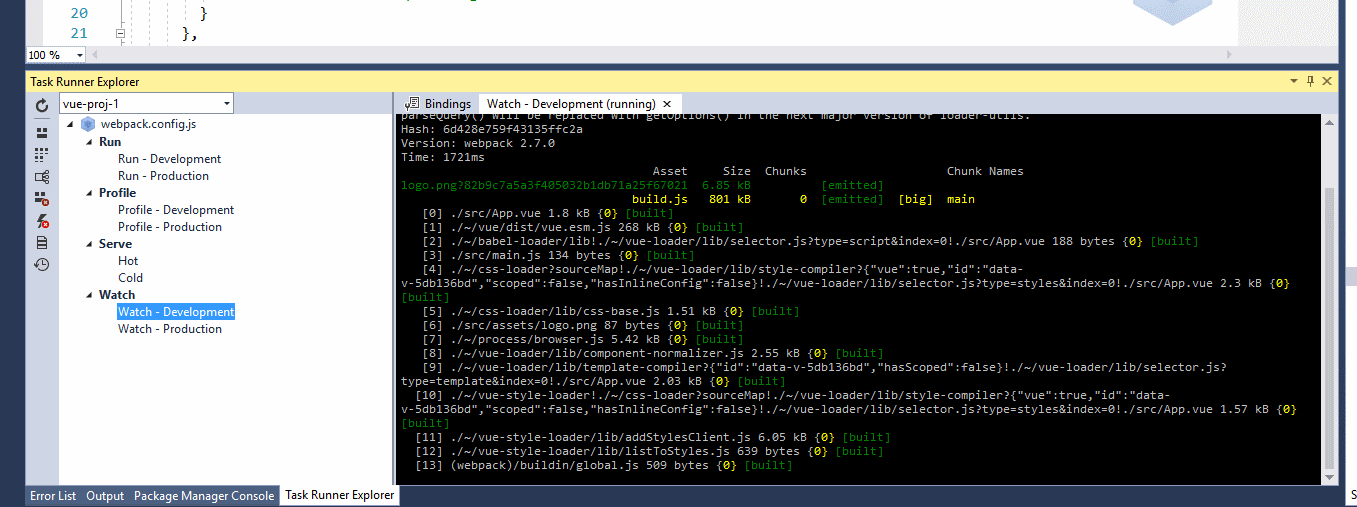 20 }
21 },
100 %
Task Runner Explorer
vue-proj-1
webpack.config.js
Run
Run - Development
Run - Production
Profile
Profile - Development
Profile - Production
Serve
Hot
Cold
Watch
Watch - Development
Watch - Production
Bindings Watch - Development (running)
parseQuery() will be replaced with getOptions() in the next major version of loader-utils.
Hash: 6d428e759f43135ffc2a
Version: webpack 2.7.0
Time: 1721ms
Asset Size Chunks Chunk Names
logo.png?82b9c7a5a3f405032b1db71a25f67021 6.85 kB [emitted]
build.js 801 kB 0 [emitted] [big] main
[0] ./src/App.vue 1.8 kB {0} [built]
[1] ./~/vue/dist/vue.esm.js 268 kB {0} [built]
[2] ./~/babel-loader/lib!./~/vue-loader/lib/selector.js?type=script&index=0!./src/App.vue 188 bytes {0} [built]
[3] ./src/main.js 134 bytes {0} [built]
[4] ./~/css-loader?sourceMap!./~/vue-loader/lib/style-compiler?{"vue":true,"id":"data-
v-5db136bd","scoped":false,"hasInlineConfig":false}!./~/vue-loader/lib/selector.js?type=styles&index=0!./src/App.vue 2.3 kB {0}
[built]
[5] ./~/css-loader/lib/css-base.js 1.51 kB {0} [built]
[6] ./src/assets/logo.png 87 bytes {0} [built]
[7] ./~/process/browser.js 5.42 kB {0} [built]
[8] ./~/vue-loader/lib/component-normalizer.js 2.55 kB {0} [built]
[9] ./~/vue-loader/lib/template-compiler?{"id":"data-v-5db136bd","hasScoped":false}!./~/vue-loader/lib/selector.js?
type=template&index=0!./src/App.vue 2.03 kB {0} [built]
[10] ./~/vue-style-loader!./~/css-loader?sourceMap!./~/vue-loader/lib/style-compiler?{"vue":true,"id":"data-
v-5db136bd","scoped":false,"hasInlineConfig":false}!./~/vue-loader/lib/selector.js?type=styles&index=0!./src/App.vue 1.57 kB {0}
[built]
[11] ./~/vue-style-loader/lib/addStylesClient.js 6.05 kB {0} [built]
[12] ./~/vue-style-loader/lib/listToStyles.js 639 bytes {0} [built]
[13] (webpack)/buildin/global.js 509 bytes {0} [built]
Error List Output Package Manager Console Task Runner Explorer